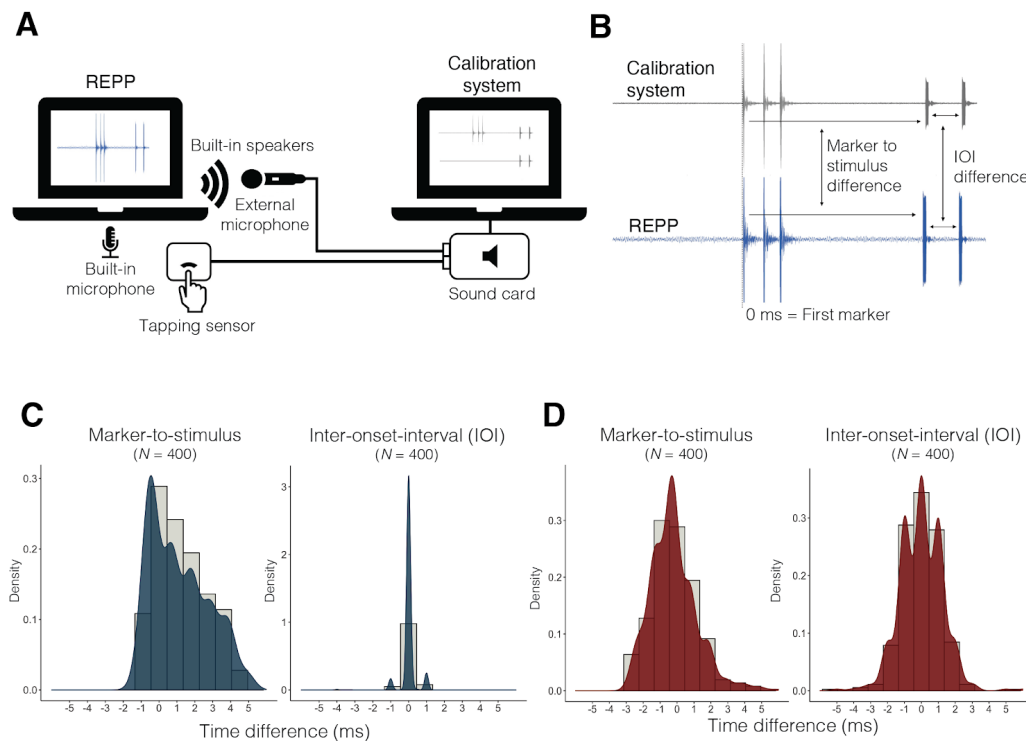 A
REPP
Calibration
system
Built-in speakers
External
microphone
Built-in
microphone
Tapping sensor
Sound card
B
Calibration
system
Marker to
stimulus
difference
IOI
difference
REPP
0 ms = First marker
C
Marker-to-stimulus
(N = 400)
Density
0.3
0.2
0.1
0.0
-5 -4 -3 -2 -1 0 1 2 3 4 5
Inter-onset-interval (IOI)
(N = 400)
Density
3
2
1
0
-5 -4 -3 -2 -1 0 1 2 3 4 5
Time difference (ms)
D
Marker-to-stimulus
(N = 400)
Density
0.3
0.2
0.1
0.0
-5 -4 -3 -2 -1 0 1 2 3 4 5
Inter-onset-interval (IOI)
(N = 400)
Density
0.3
0.2
0.1
0.0
-5 -4 -3 -2 -1 0 1 2 3 4 5
Time difference (ms)